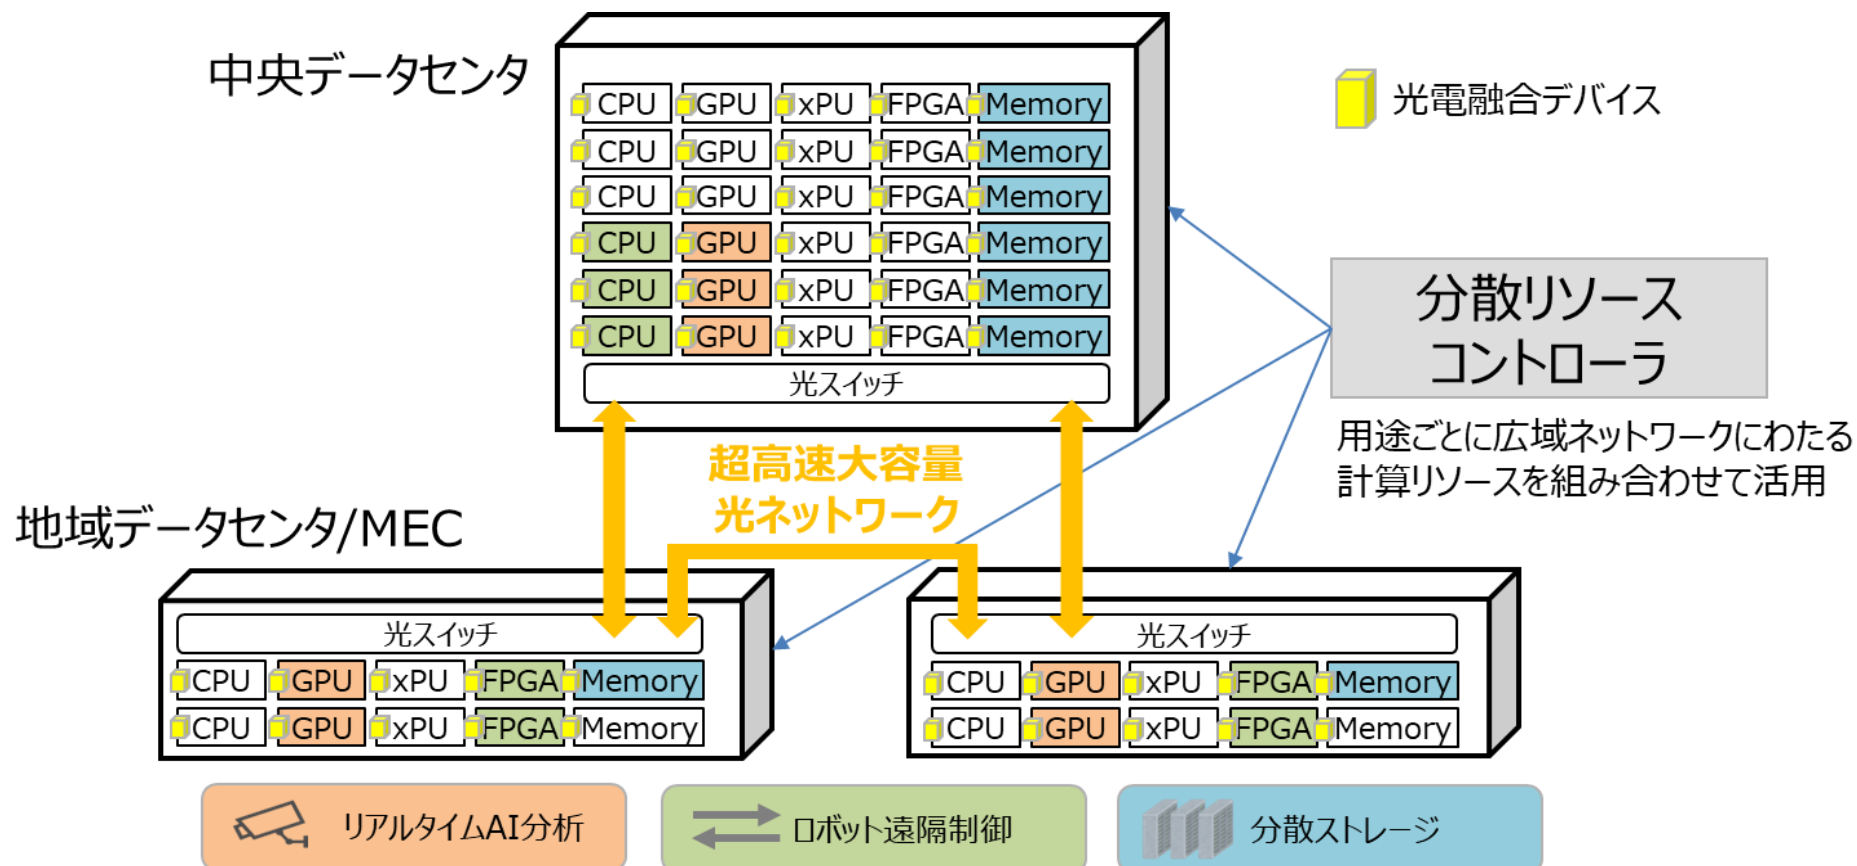 中央データセンタ
光電融合デバイス
CPU GPU xPU FPGA Memory
CPU GPU xPU FPGA Memory
CPU GPU xPU FPGA Memory
CPU GPU xPU FPGA Memory
CPU GPU xPU FPGA Memory
CPU GPU xPU FPGA Memory
光スイッチ
分散リソース
コントローラ
用途ごとに広域ネットワークにわたる
計算リソースを組み合わせて活用
超高速大容量
光ネットワーク
地域データセンタ/MEC
光スイッチ
CPU GPU xPU FPGA Memory
CPU GPU xPU FPGA Memory
光スイッチ
CPU GPU xPU FPGA Memory
CPU GPU xPU FPGA Memory
リアルタイムAI分析
ロボット遠隔制御
分散ストレージ